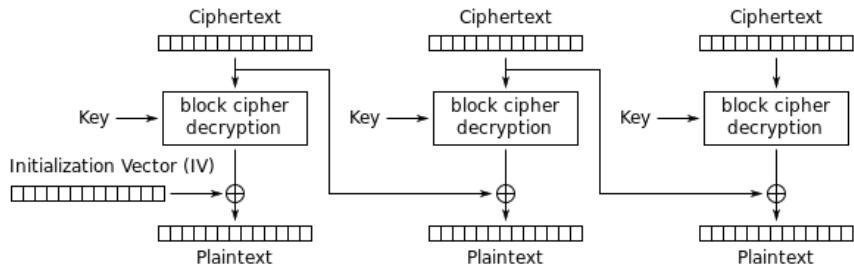 Ciphertext
Ciphertext
Ciphertext
Key
block cipher
decryption
Key
block cipher
decryption
Key
block cipher
decryption
Initialization Vector (IV)
Plaintext
Plaintext
Plaintext